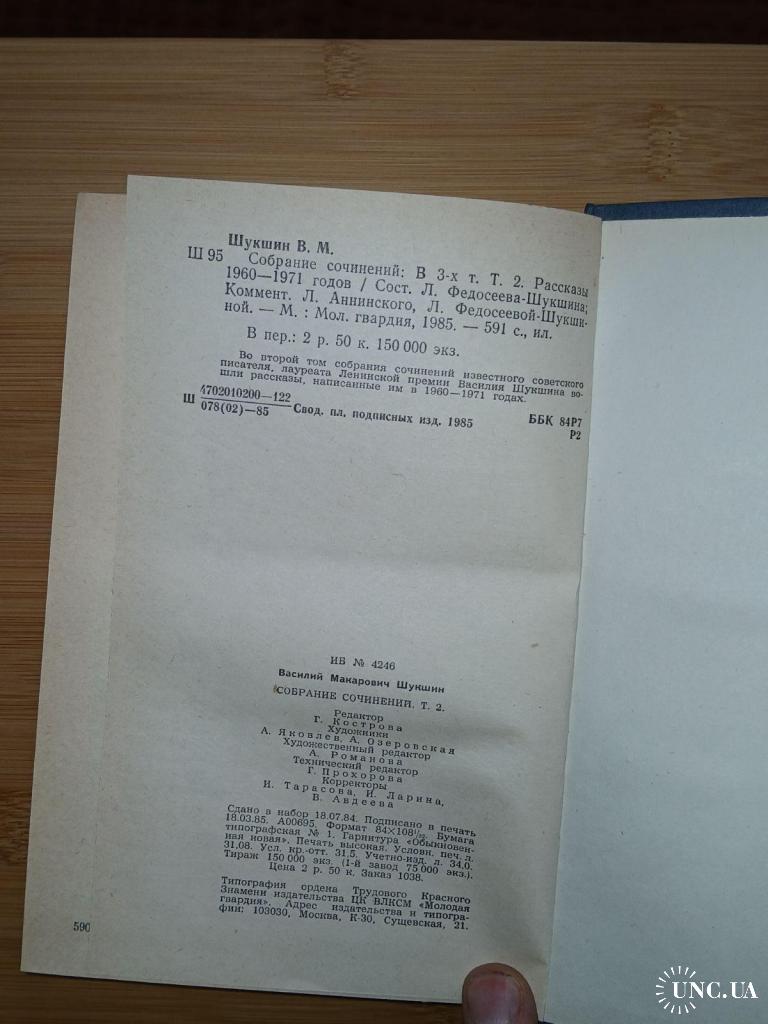 Шукшин В. М.
Ш 95 Собрание сочинений: В 3-х т. Т. 2. Рассказы
1960—1971 годов / Сост. Л. Федосеева-Шукшина;
Коммент. Л. Аннинского, Л. Федосеевой-Шукши-
ной. — М. : Мол. гвардия, 1985. — 591 с., ил.
В пер.: 2 р. 50 к. 150 000 экз.
Во второй том собрания сочинений известного советского
писателя, лауреата Ленинской премии Василия Шукшина во-
шли рассказы, написанные им в 1960—1971 годах.
Ш 4702010200—122
078(02)—85 Свод. пл. подписных изд. 1985
ББК 84Р7
Р2
ИБ № 4246
Василий Макарович Шукшин
СОБРАНИЕ СОЧИНЕНИЙ. Т. 2.
Редактор
Г. Кострова
Художники
А. Яковлев, А. Озеровская
Художественный редактор
А. Романова
Технический редактор
Г. Прохорова
Корректоры
И. Тарасова, И. Ларина,
В. Авдеева
Сдано в набор 18.07.84. Подписано в печать
18.03.85. А00695. Формат 84×108¹/₃₂. Бумага
типографская № 1. Гарнитура «Обыкновен-
ная новая». Печать высокая. Условн. печ. л.
31,08. Усл. кр.-отт. 31,5. Учетно-изд. л. 34,0.
Тираж 150 000 экз. (1-й завод 75 000 экз.).
Цена 2 р. 50 к. Заказ 1038.
Типография ордена Трудового Красного
Знамени издательства ЦК ВЛКСМ «Молодая
гвардия». Адрес издательства и типогра-
фии: 103030, Москва, К-30, Сущевская, 21.
590
UNC.UA